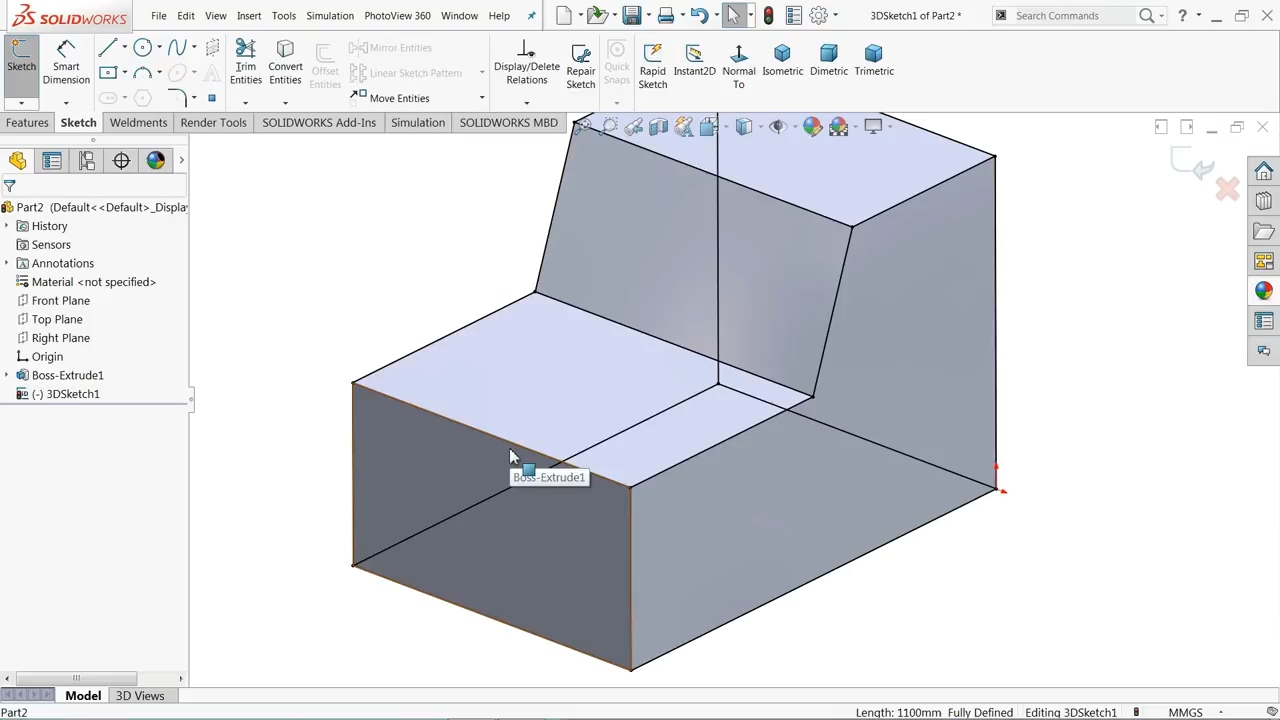 SOLIDWORKS
File Edit View Insert Tools Simulation PhotoView 360 Window Help
3DSketch1 of Part2 *
Search Commands
Sketch
Smart Dimension
Trim Entities
Convert Entities
Offset Entities
Mirror Entities
Linear Sketch Pattern
Move Entities
Display/Delete Relations
Repair Sketch
Quick Snaps
Rapid Sketch
Instant2D
Normal To
Isometric
Dimetric
Trimetric
Features Sketch Weldments Render Tools SOLIDWORKS Add-Ins Simulation SOLIDWORKS MBD
Part2 (Default<<Default>_Display
History
Sensors
Annotations
Material <not specified>
Front Plane
Top Plane
Right Plane
Origin
Boss-Extrude1
(-) 3DSketch1
Boss-Extrude1
Model 3D Views
Part2
Length: 1100mm Fully Defined Editing 3DSketch1 MMGS